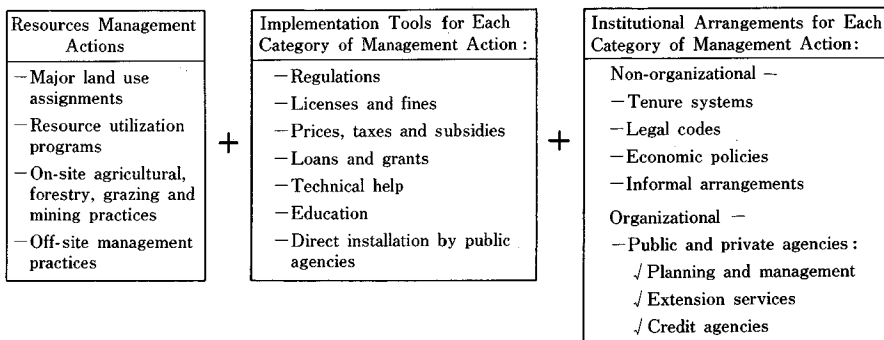 Resources Management
Actions
—Major land use
assignments
—Resource utilization
programs
—On-site agricultural,
forestry, grazing and
mining practices
—Off-site management
practices
+
Implementation Tools for Each
Category of Management Action :
—Regulations
—Licenses and fines
—Prices, taxes and subsidies
—Loans and grants
—Technical help
—Education
—Direct installation by public
agencies
+
Institutional Arrangements for Each
Category of Management Action:
Non-organizational —
—Tenure systems
—Legal codes
—Economic policies
—Informal arrangements
Organizational —
—Public and private agencies :
√ Planning and management
√ Extension services
√ Credit agencies